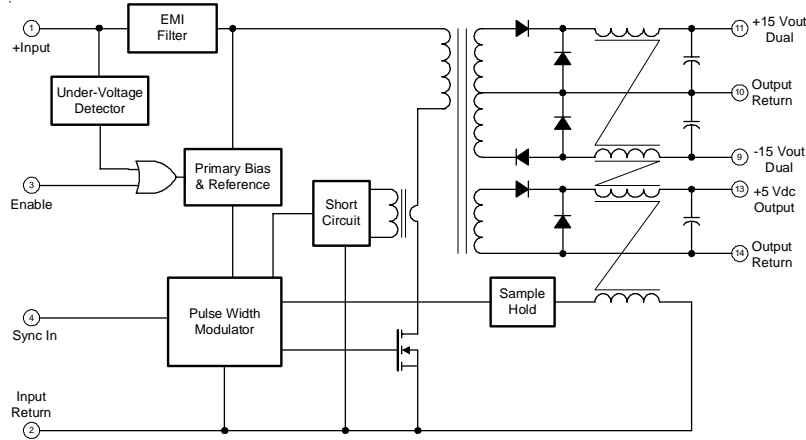 1
+Input
EMI
Filter
Under-Voltage
Detector
3
Enable
Primary Bias
& Reference
Short
Circuit
4
Sync In
Pulse Width
Modulator
Sample
Hold
Input
Return
2
11
+15 Vout
Dual
10
Output
Return
9
-15 Vout
Dual
13
+5 Vdc
Output
14
Output
Return